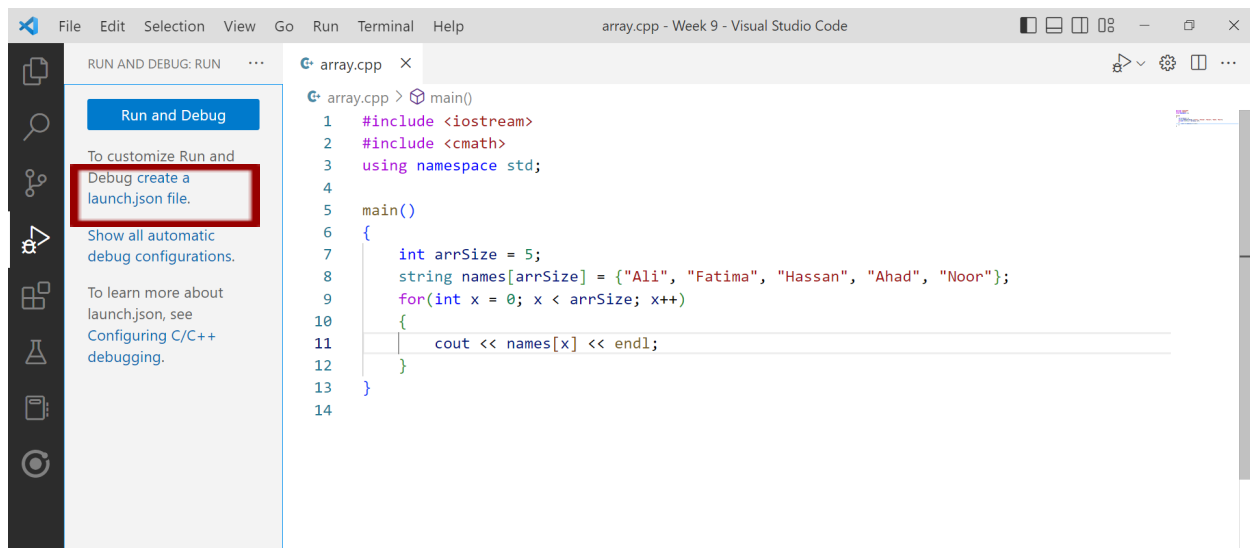 File Edit Selection View Go Run Terminal Help array.cpp - Week 9 - Visual Studio Code
RUN AND DEBUG: RUN ...
Run and Debug
To customize Run and
Debug create a
launch.json file.
Show all automatic
debug configurations.
To learn more about
launch.json, see
Configuring C/C++
debugging.
array.cpp
array.cpp > main()
1 #include <iostream>
2 #include <cmath>
3 using namespace std;
4
5 main()
6 {
7 int arrSize = 5;
8 string names[arrSize] = {"Ali", "Fatima", "Hassan", "Ahad", "Noor"};
9 for(int x = 0; x < arrSize; x++)
10 {
11 cout << names[x] << endl;
12 }
13 }
14